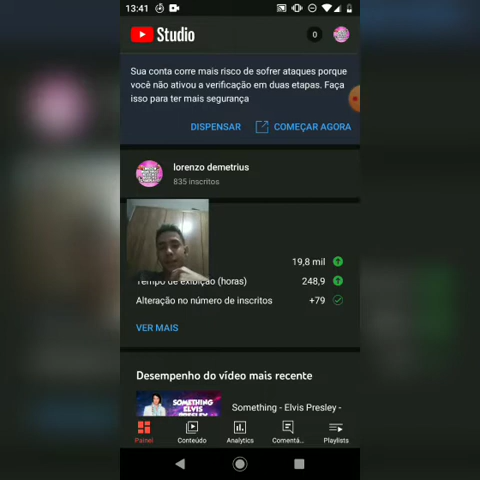 13:41
Studio
0
Sua conta corre mais risco de sofrer ataques porque
você não ativou a verificação em duas etapas. Faça
isso para ter mais segurança
DISPENSAR
COMEÇAR AGORA
lorenzo demetrius
835 inscritos
19,8 mil
Tempo de exibição (horas)
248,9
Alteração no número de inscritos
+79
VER MAIS
Desempenho do vídeo mais recente
SOMETHING
ELVIS
Something - Elvis Presley -
Painel
Conteúdo
Analytics
Comentá...
Playlists